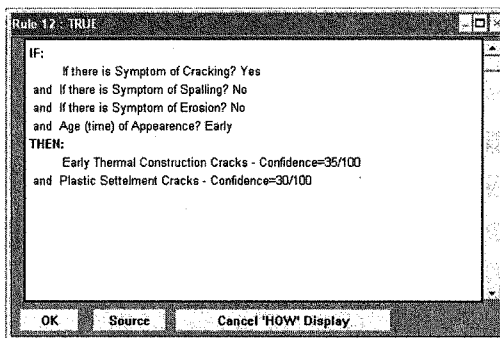 Rule 12 : TRUE
IF:
If there is Symptom of Cracking? Yes
and If there is Symptom of Spalling? No
and If there is Symptom of Erosion? No
and Age (time) of Appearence? Early
THEN:
Early Thermal Construction Cracks - Confidence=35/100
and Plastic Settelment Cracks - Confidence=30/100
OK Source Cancel 'HOW' Display